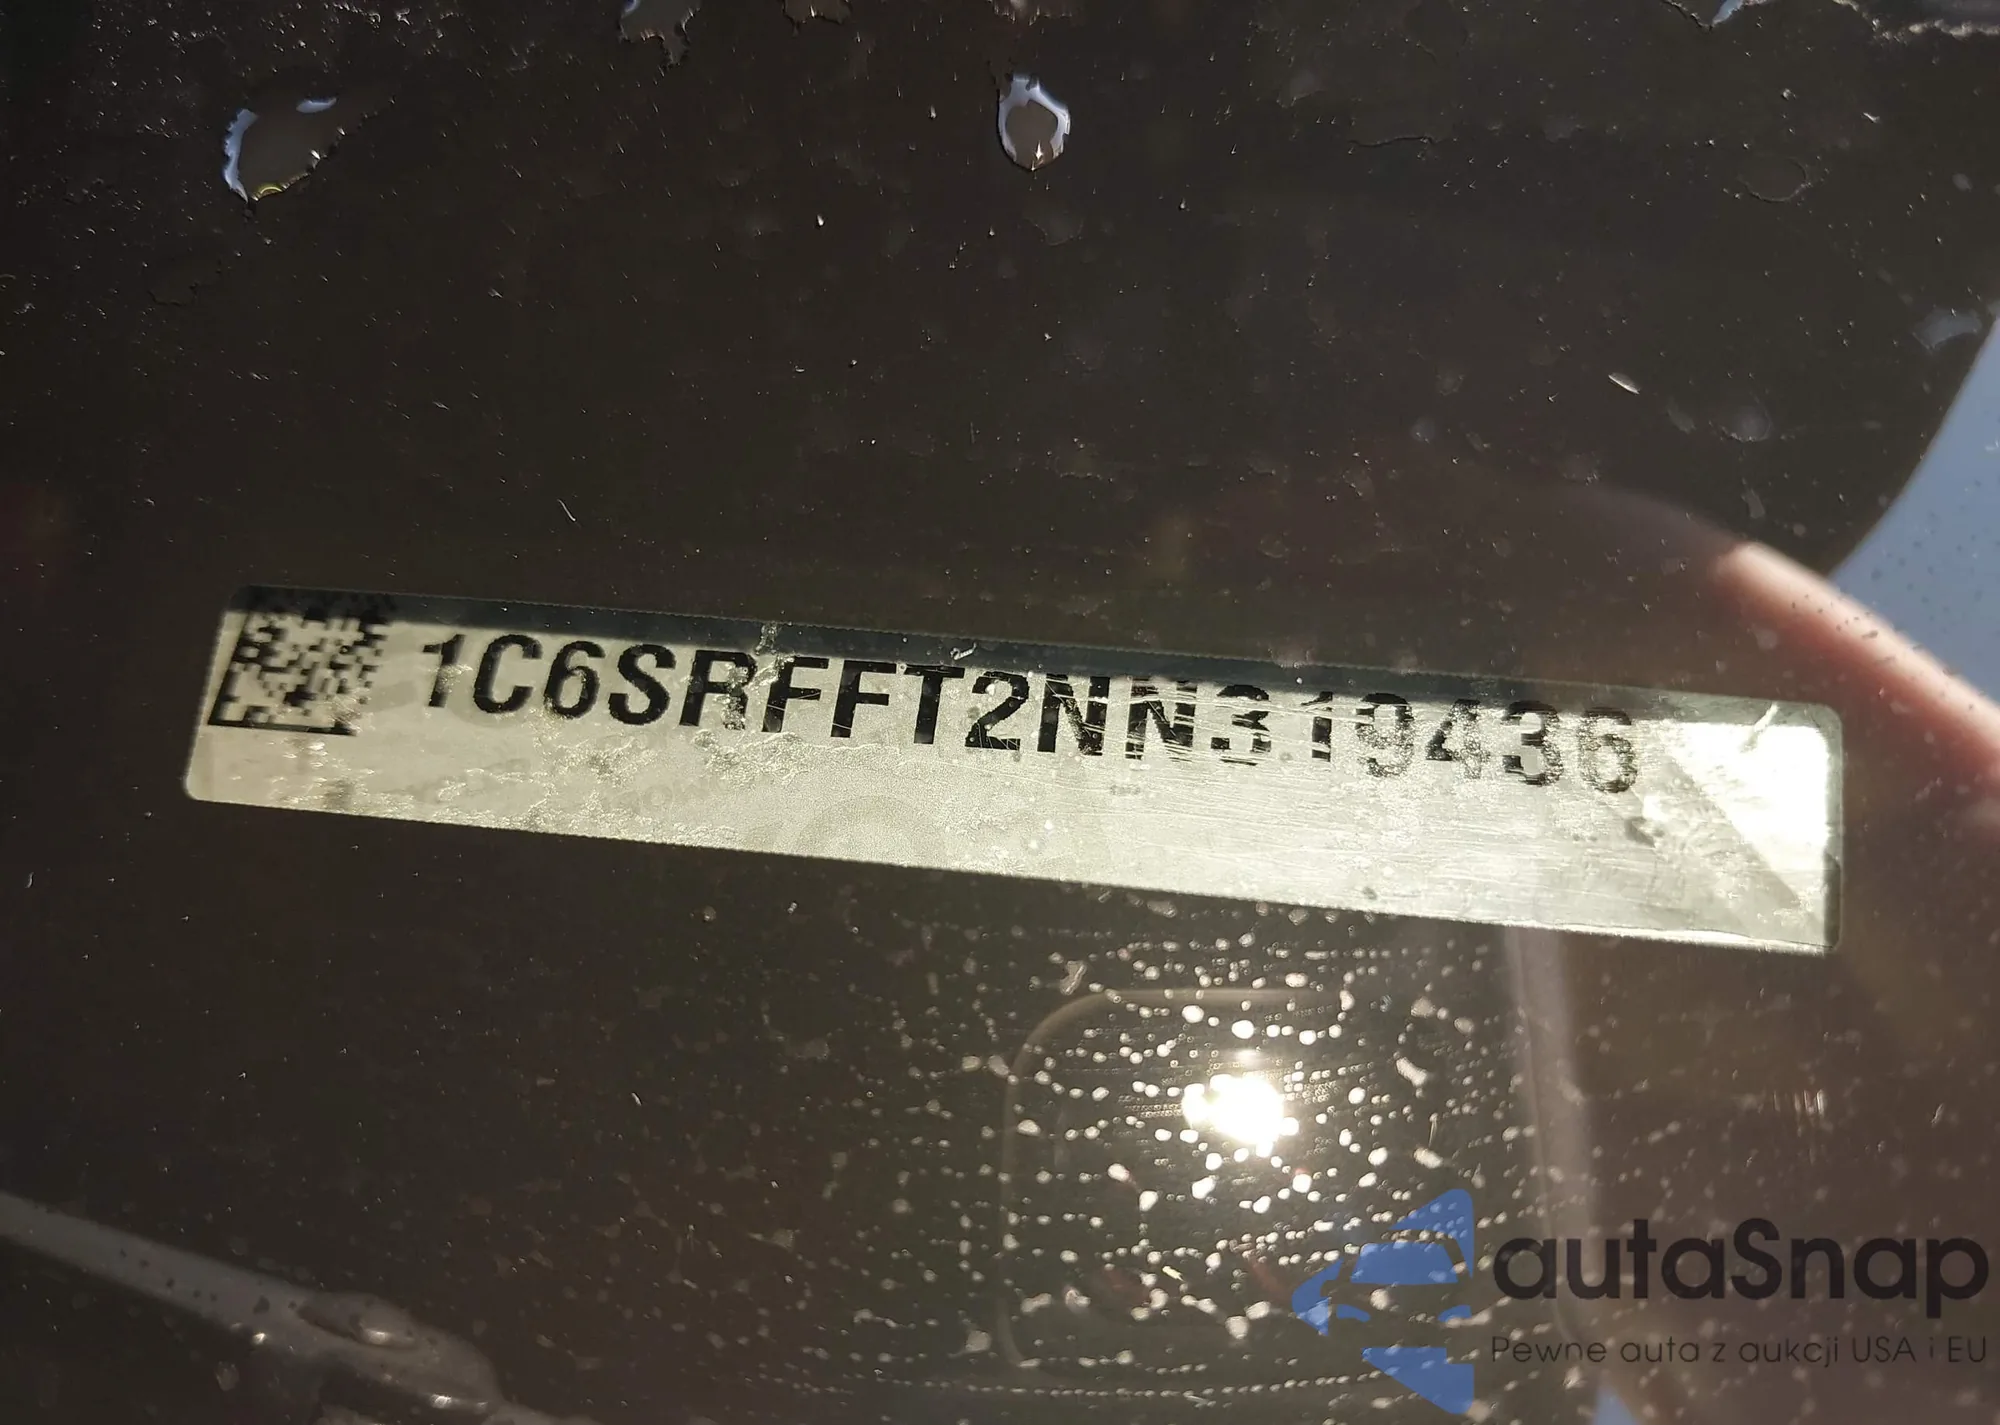 1C6SRFFT2NN319436
autaSnap
Pewne auta z aukcji USA i EU